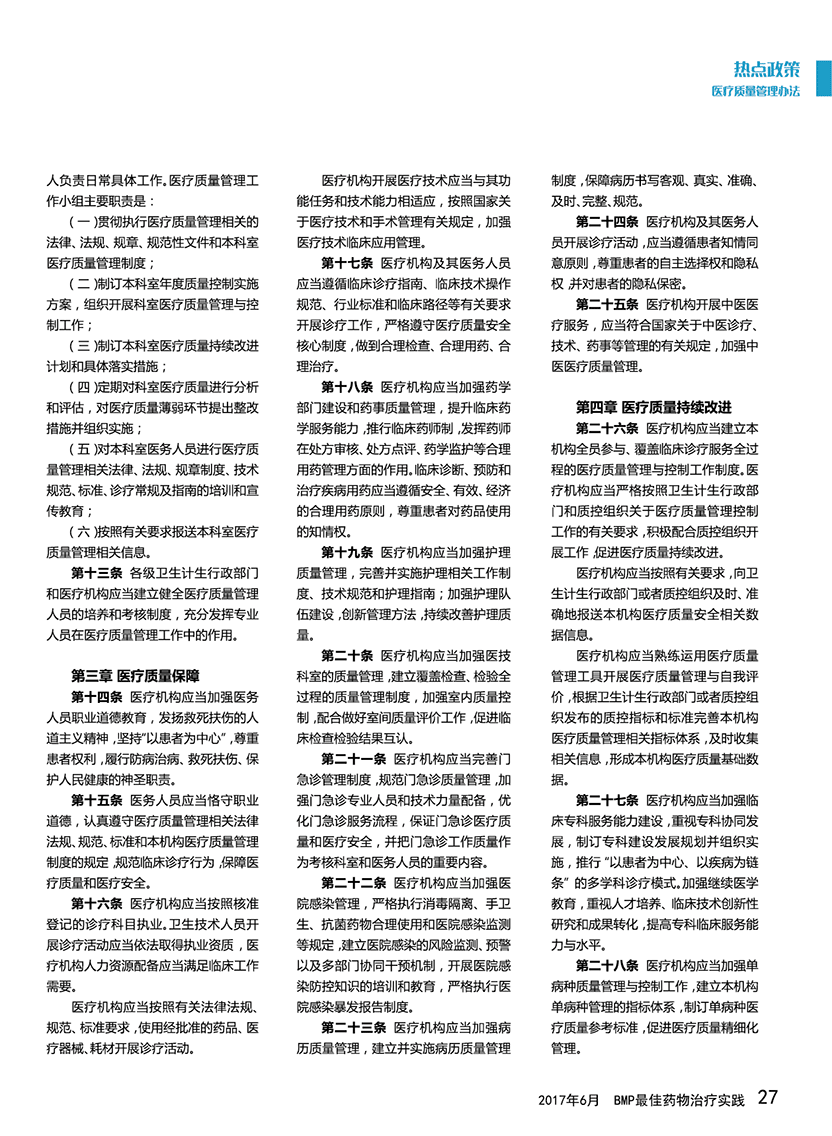 热点政策
医疗质量管理办法
人负责日常具体工作。医疗质量管理工
作小组主要职责是：
（一）贯彻执行医疗质量管理相关的
法律、法规、规章、规范性文件和本科室
医疗质量管理制度；
（二）制订本科室年度质量控制实施
方案，组织开展科室医疗质量管理与控
制工作；
（三）制订本科室医疗质量持续改进
计划和具体落实措施；
（四）定期对科室医疗质量进行分析
和评估，对医疗质量薄弱环节提出整改
措施并组织实施；
（五）对本科室医务人员进行医疗质
量管理相关法律、法规、规章制度、技术
规范、标准、诊疗常规及指南的培训和宣
传教育；
（六）按照有关要求报送本科室医疗
质量管理相关信息。
第十三条 各级卫生计生行政部门
和医疗机构应当建立健全医疗质量管理
人员的培养和考核制度，充分发挥专业
人员在医疗质量管理工作中的作用。
第三章 医疗质量保障
第十四条 医疗机构应当加强医务
人员职业道德教育，发扬救死扶伤的人
道主义精神，坚持“以患者为中心”，尊重
患者权利，履行防病治病、救死扶伤、保
护人民健康的神圣职责。
第十五条 医务人员应当恪守职业
道德，认真遵守医疗质量管理相关法律
法规、规范、标准和本机构医疗质量管理
制度的规定，规范临床诊疗行为，保障医
疗质量和医疗安全。
第十六条 医疗机构应当按照核准
登记的诊疗科目执业。卫生技术人员开
展诊疗活动应当依法取得执业资质，医
疗机构人力资源配备应当满足临床工作
需要。
医疗机构应当按照有关法律法规、
规范、标准要求，使用经批准的药品、医
疗器械、耗材开展诊疗活动。
医疗机构开展医疗技术应当与其功
能任务和技术能力相适应，按照国家关
于医疗技术和手术管理有关规定，加强
医疗技术临床应用管理。
第十七条 医疗机构及其医务人员
应当遵循临床诊疗指南、临床技术操作
规范、行业标准和临床路径等有关要求
开展诊疗工作，严格遵守医疗质量安全
核心制度，做到合理检查、合理用药、合
理治疗。
第十八条 医疗机构应当加强药学
部门建设和药事质量管理，提升临床药
学服务能力，推行临床药师制，发挥药师
在处方审核、处方点评、药学监护等合理
用药管理方面的作用。临床诊断、预防和
治疗疾病用药应当遵循安全、有效、经济
的合理用药原则，尊重患者对药品使用
的知情权。
第十九条 医疗机构应当加强护理
质量管理，完善并实施护理相关工作制
度、技术规范和护理指南；加强护理队
伍建设，创新管理方法，持续改善护理质
量。
第二十条 医疗机构应当加强医技
科室的质量管理，建立覆盖检查、检验全
过程的质量管理制度，加强室内质量控
制，配合做好室间质量评价工作，促进临
床检查检验结果互认。
第二十一条 医疗机构应当完善门
急诊管理制度，规范门急诊质量管理，加
强门急诊专业人员和技术力量配备，优
化门急诊服务流程，保证门急诊医疗质
量和医疗安全，并把门急诊工作质量作
为考核科室和医务人员的重要内容。
第二十二条 医疗机构应当加强医
院感染管理，严格执行消毒隔离、手卫
生、抗菌药物合理使用和医院感染监测
等规定，建立医院感染的风险监测、预警
以及多部门协同干预机制，开展医院感
染防控知识的培训和教育，严格执行医
院感染暴发报告制度。
第二十三条 医疗机构应当加强病
历质量管理，建立并实施病历质量管理
制度，保障病历书写客观、真实、准确、
及时、完整、规范。
第二十四条 医疗机构及其医务人
员开展诊疗活动，应当遵循患者知情同
意原则，尊重患者的自主选择权和隐私
权，并对患者的隐私保密。
第二十五条 医疗机构开展中医医
疗服务，应当符合国家关于中医诊疗、
技术、药事等管理的有关规定，加强中
医医疗质量管理。
第四章 医疗质量持续改进
第二十六条 医疗机构应当建立本
机构全员参与、覆盖临床诊疗服务全过
程的医疗质量管理与控制工作制度。医
疗机构应当严格按照卫生计生行政部
门和质控组织关于医疗质量管理控制
工作的有关要求，积极配合质控组织开
展工作，促进医疗质量持续改进。
医疗机构应当按照有关要求，向卫
生计生行政部门或者质控组织及时、准
确地报送本机构医疗质量安全相关数
据信息。
医疗机构应当熟练运用医疗质量
管理工具开展医疗质量管理与自我评
价，根据卫生计生行政部门或者质控组
织发布的质控指标和标准完善本机构
医疗质量管理相关指标体系，及时收集
相关信息，形成本机构医疗质量基础数
据。
第二十七条 医疗机构应当加强临
床专科服务能力建设，重视专科协同发
展，制订专科建设发展规划并组织实
施，推行“以患者为中心、以疾病为链
条”的多学科诊疗模式。加强继续医学
教育，重视人才培养、临床技术创新性
研究和成果转化，提高专科临床服务能
力与水平。
第二十八条 医疗机构应当加强单
病种质量管理与控制工作，建立本机构
单病种管理的指标体系，制订单病种医
疗质量参考标准，促进医疗质量精细化
管理。
2017年6月 BMP最佳药物治疗实践 27